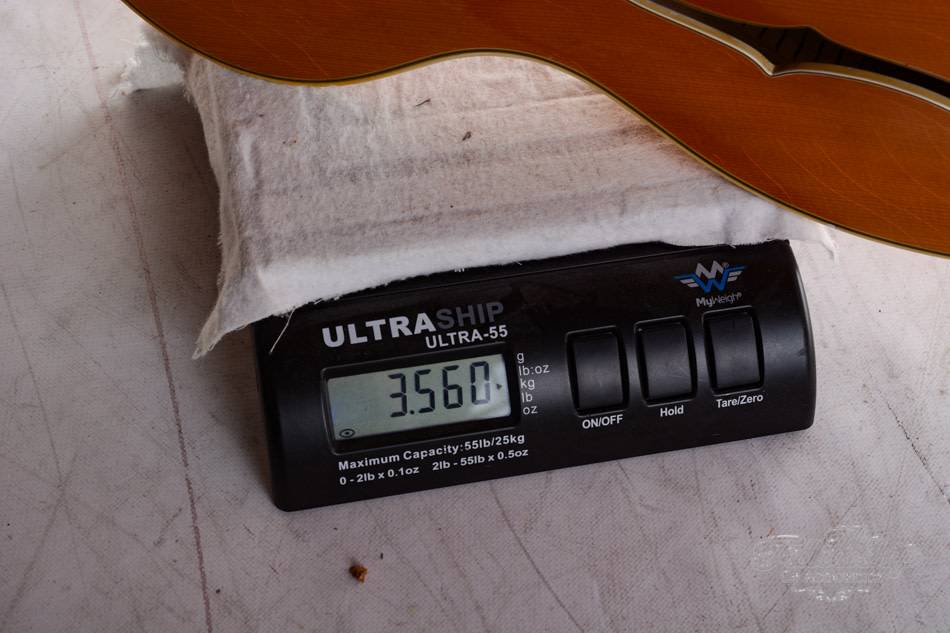 MW®
MyWeigh®
ULTRASHIP
ULTRA-55
g
lb:oz
kg
lb
oz
3.560
ON/OFF
Hold
Tare/Zero
Maximum Capacity:55lb/25kg
0 - 2lb x 0.1oz 2lb - 55lb x 0.5oz